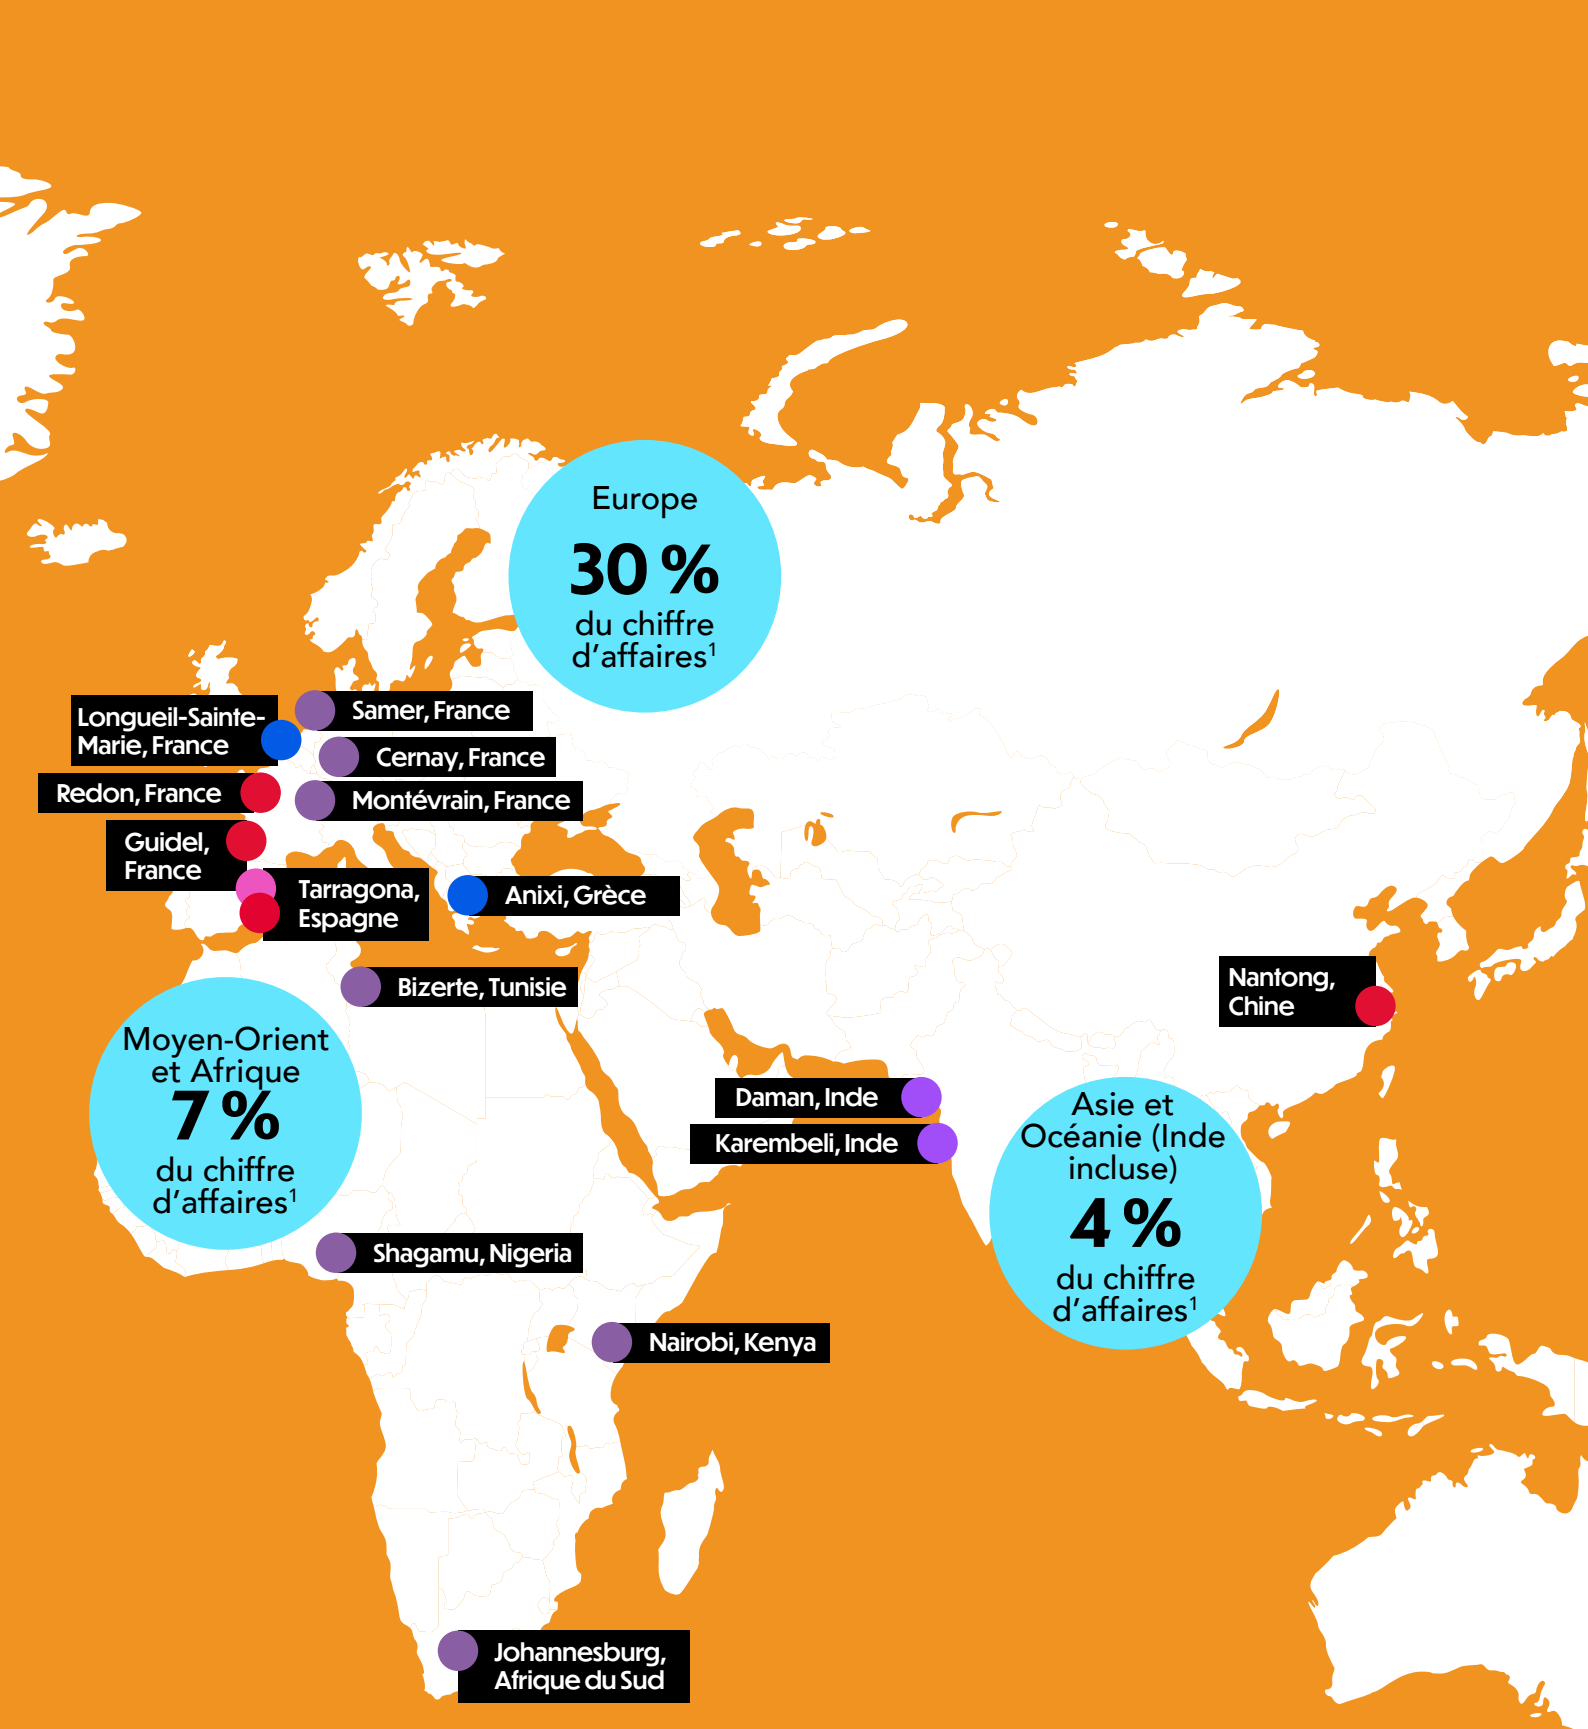 Europe
30 %
du chiffre
d’affaires¹
Longueil-Sainte-
Marie, France
Samer, France
Cernay, France
Redon, France
Montévrain, France
Guidel,
France
Tarragona,
Espagne
Anixi, Grèce
Bizerte, Tunisie
Nantong,
Chine
Moyen-Orient
et Afrique
7 %
du chiffre
d’affaires¹
Daman, Inde
Karembeli, Inde
Asie et
Océanie (Inde
incluse)
4 %
du chiffre
d’affaires¹
Shagamu, Nigeria
Nairobi, Kenya
Johannesburg,
Afrique du Sud